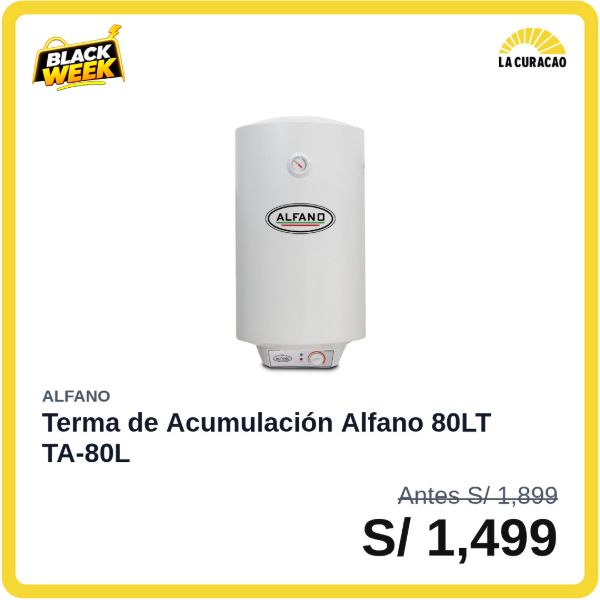 BLACK
WEEK
LA CURACAO
ALFANO
ALFANO
Terma de Acumulación Alfano 80LT
TA-80L
Antes S/ 1,899
S/ 1,499